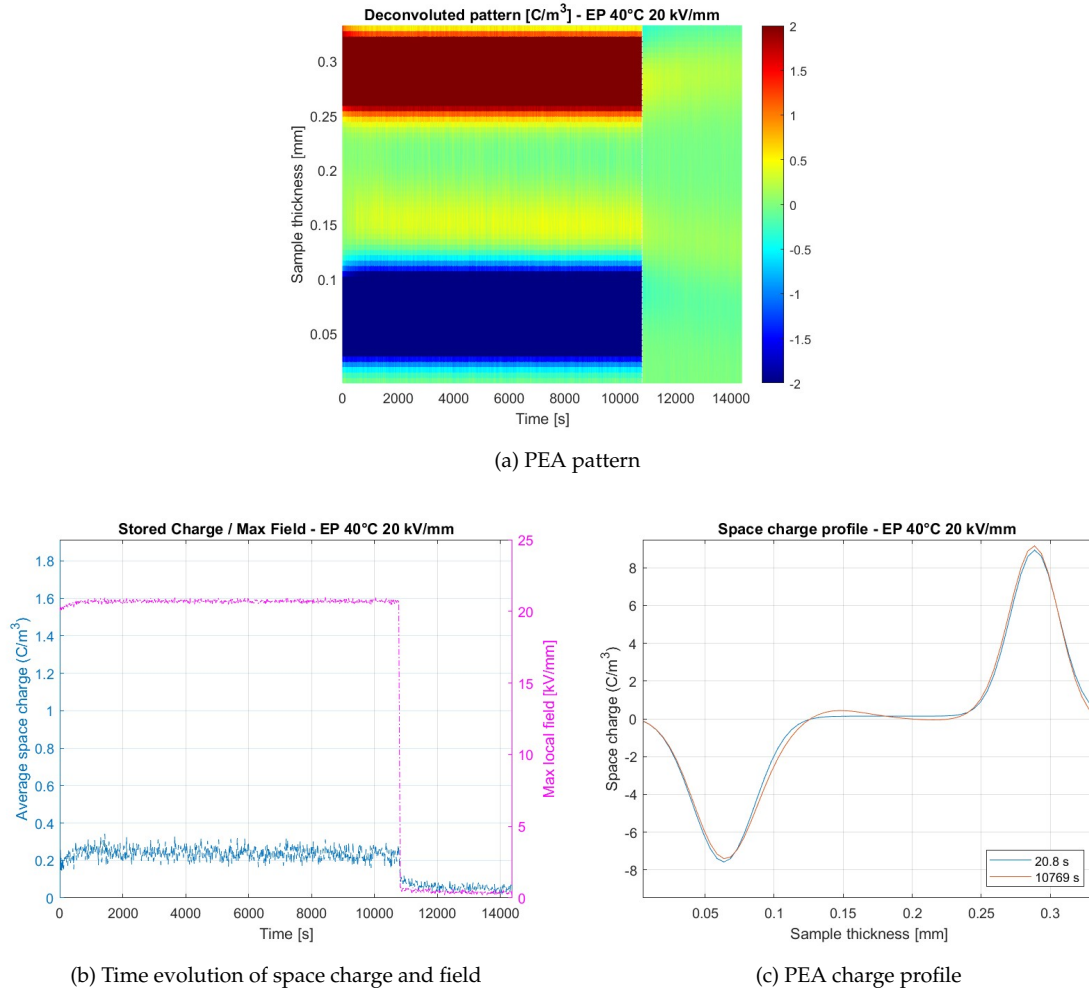 Deconvoluted pattern [C/m³] - EP 40°C 20 kV/mm
Sample thickness [mm]
0.3
0.25
0.2
0.15
0.1
0.05
0 2000 4000 6000 8000 10000 12000 14000
Time [s]
2
1.5
1
0.5
0
-0.5
-1
-1.5
-2
(a) PEA pattern
Stored Charge / Max Field - EP 40°C 20 kV/mm
Average space charge (C/m³)
1.8
1.6
1.4
1.2
1
0.8
0.6
0.4
0.2
0
0 2000 4000 6000 8000 10000 12000 14000
Time [s]
25
20
15
10
5
0
Max local field [kV/mm]
(b) Time evolution of space charge and field
Space charge profile - EP 40°C 20 kV/mm
Space charge (C/m³)
8
6
4
2
0
-2
-4
-6
-8
0.05 0.1 0.15 0.2 0.25 0.3
Sample thickness [mm]
20.8 s
10769 s
(c) PEA charge profile